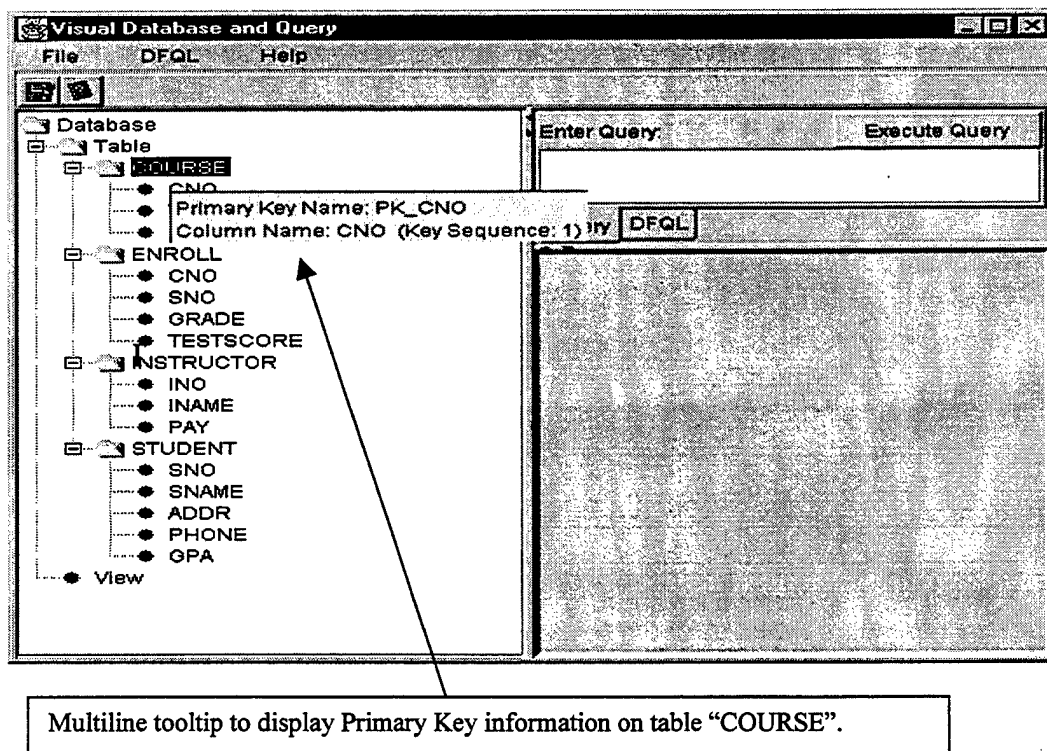 Visual Database and Query
File DFQL Help
Database
Table
COURSE
CNO
Primary Key Name: PK_CNO
Column Name: CNO (Key Sequence: 1)
ENROLL
CNO
SNO
GRADE
TESTSCORE
INSTRUCTOR
INO
INAME
PAY
STUDENT
SNO
SNAME
ADDR
PHONE
GPA
View
Enter Query: Execute Query
DFQL
Multiline tooltip to display Primary Key information on table “COURSE”.